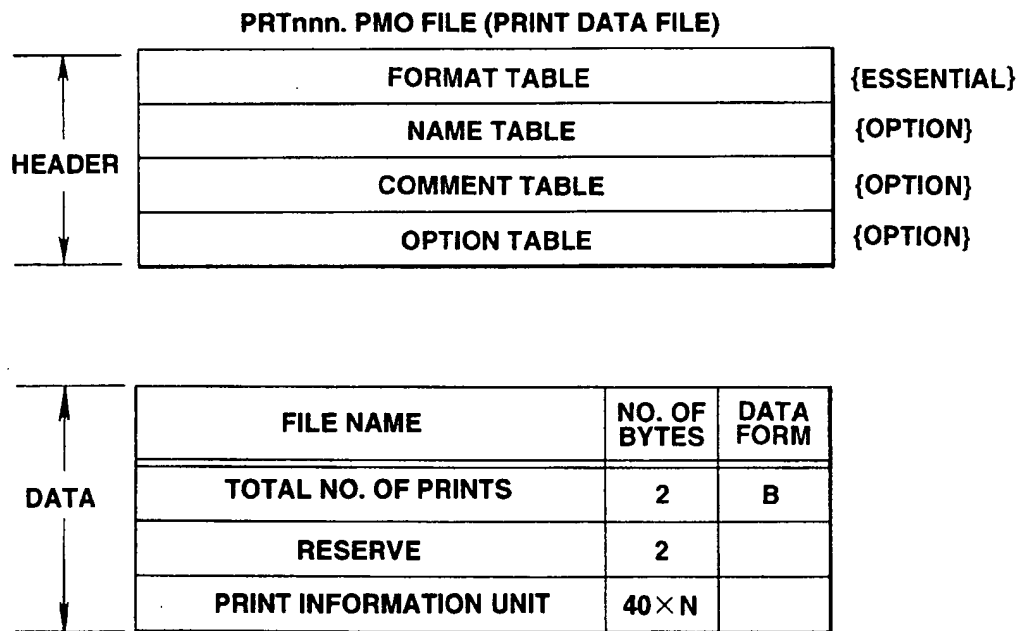 PRTnnn. PMO FILE (PRINT DATA FILE)
FORMAT TABLE {ESSENTIAL}
NAME TABLE {OPTION}
HEADER
COMMENT TABLE {OPTION}
OPTION TABLE {OPTION}
FILE NAME NO. OF BYTES DATA FORM
DATA
TOTAL NO. OF PRINTS 2 B
RESERVE 2
PRINT INFORMATION UNIT 40×N